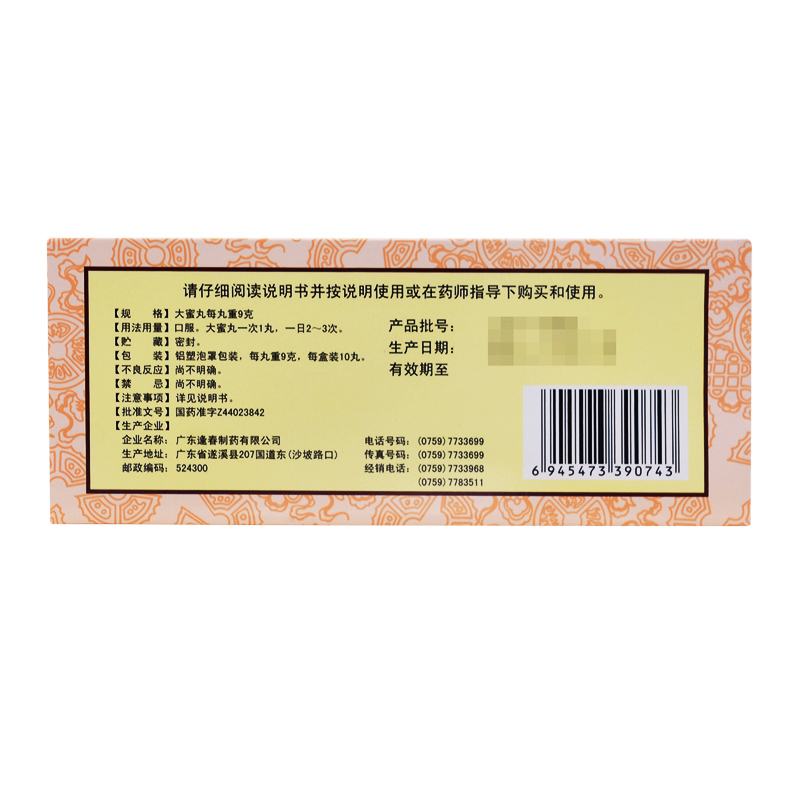 请仔细阅读说明书并按说明使用或在药师指导下购买和使用。
【规　　格】大蜜丸每丸重9克
【用法用量】口服。大蜜丸一次1丸，一日2～3次。
【贮　　藏】密封。
【包　　装】铝塑泡罩包装，每丸重9克，每盒装10丸。
【不良反应】尚不明确。
【禁　　忌】尚不明确。
【注意事项】详见说明书。
【批准文号】国药准字Z44023842
【生产企业】
企业名称：广东逢春制药有限公司
生产地址：广东省遂溪县207国道东(沙坡路口)
邮政编码：524300
电话号码：(0759)7733699
传真号码：(0759)7733699
经销电话：(0759)7733968
(0759)7783511
产品批号：
生产日期：
有效期至
6 945473 390743